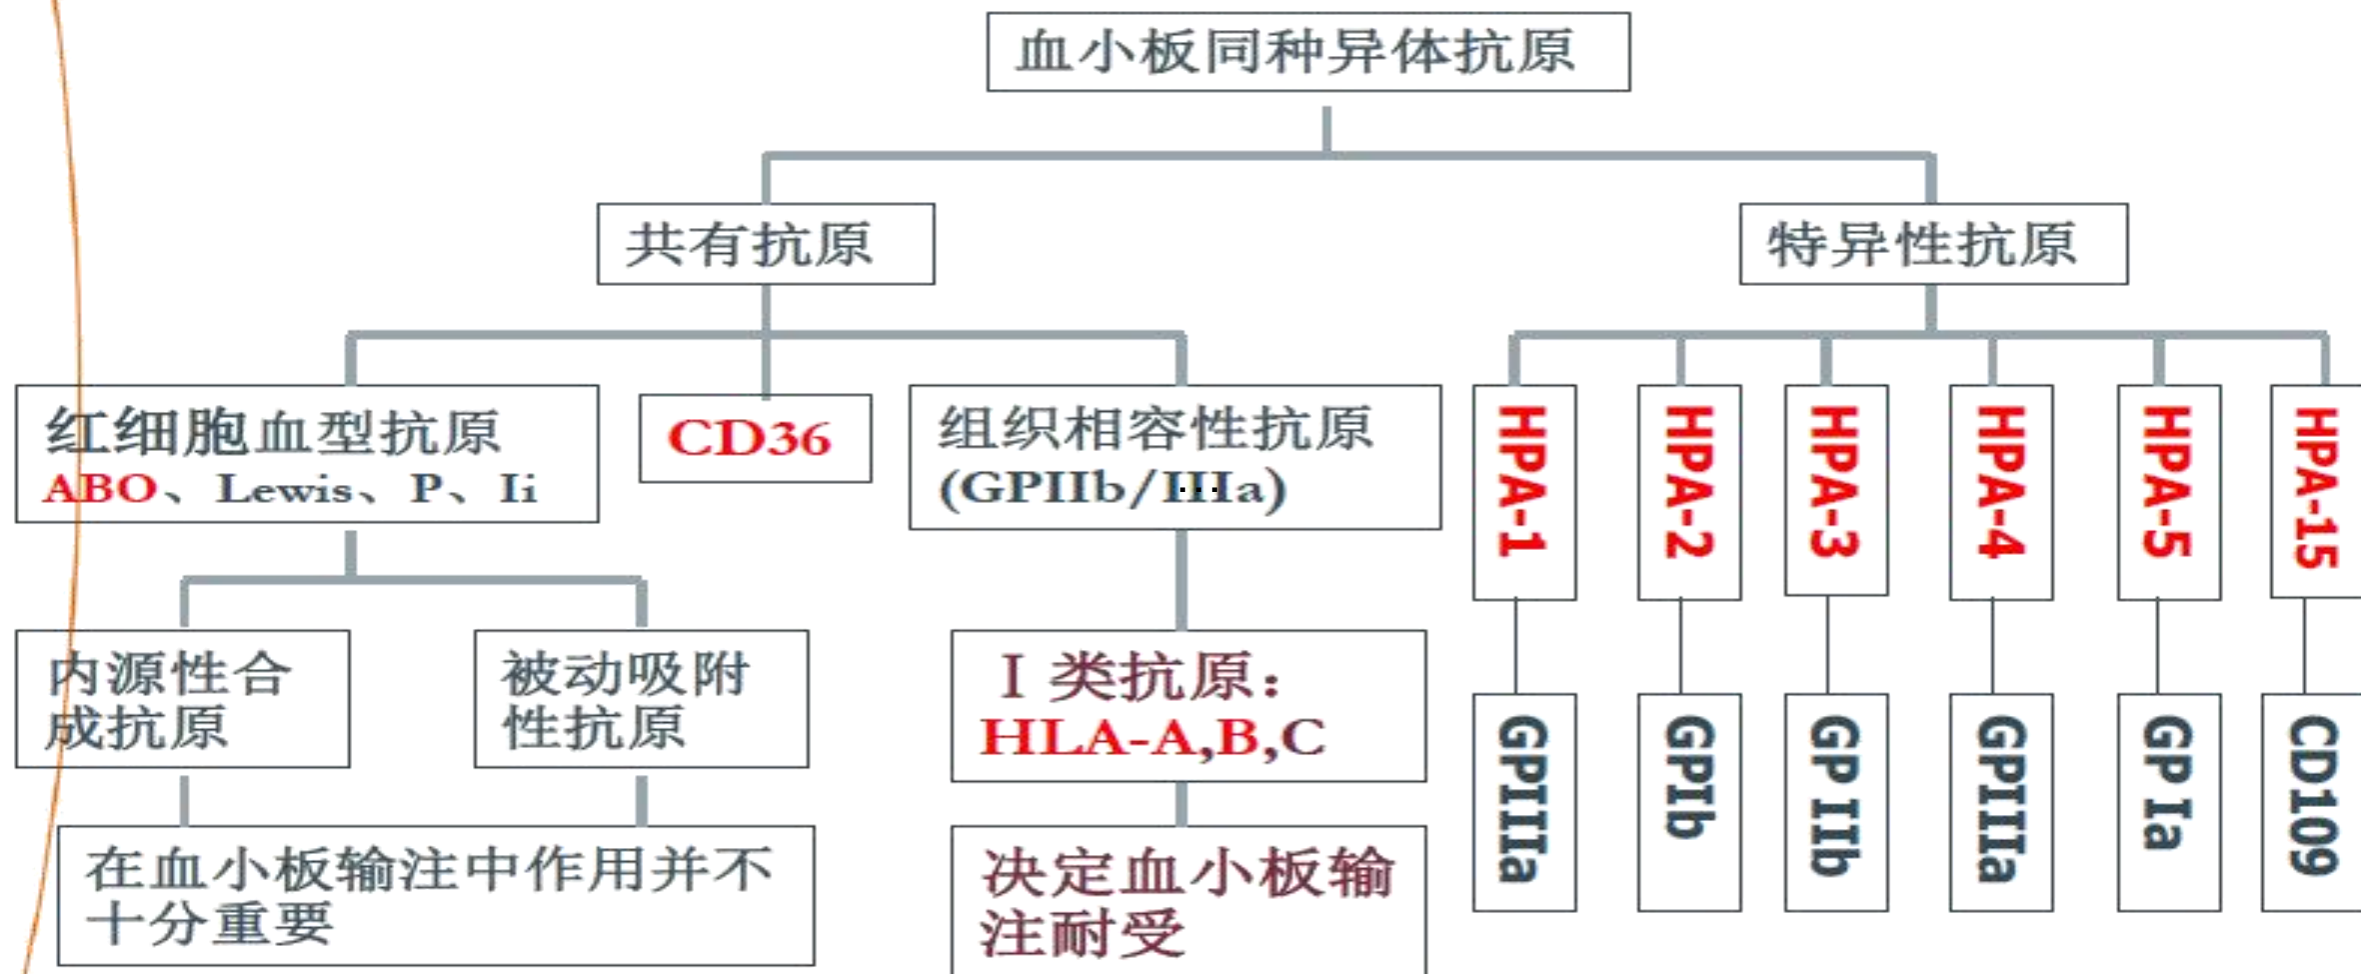 血小板同种异体抗原
共有抗原
特异性抗原
红细胞血型抗原
ABO、Lewis、P、Ii
CD36
组织相容性抗原
(GPIIb/IIIa)
...
HPA-1
HPA-2
HPA-3
HPA-4
HPA-5
HPA-15
内源性合
成抗原
被动吸附
性抗原
I 类抗原:
HLA-A,B,C
GPIIIa
GPIb
GP IIb
GPIIIa
GP Ia
CD109
在血小板输注中作用并不
十分重要
决定血小板输
注耐受